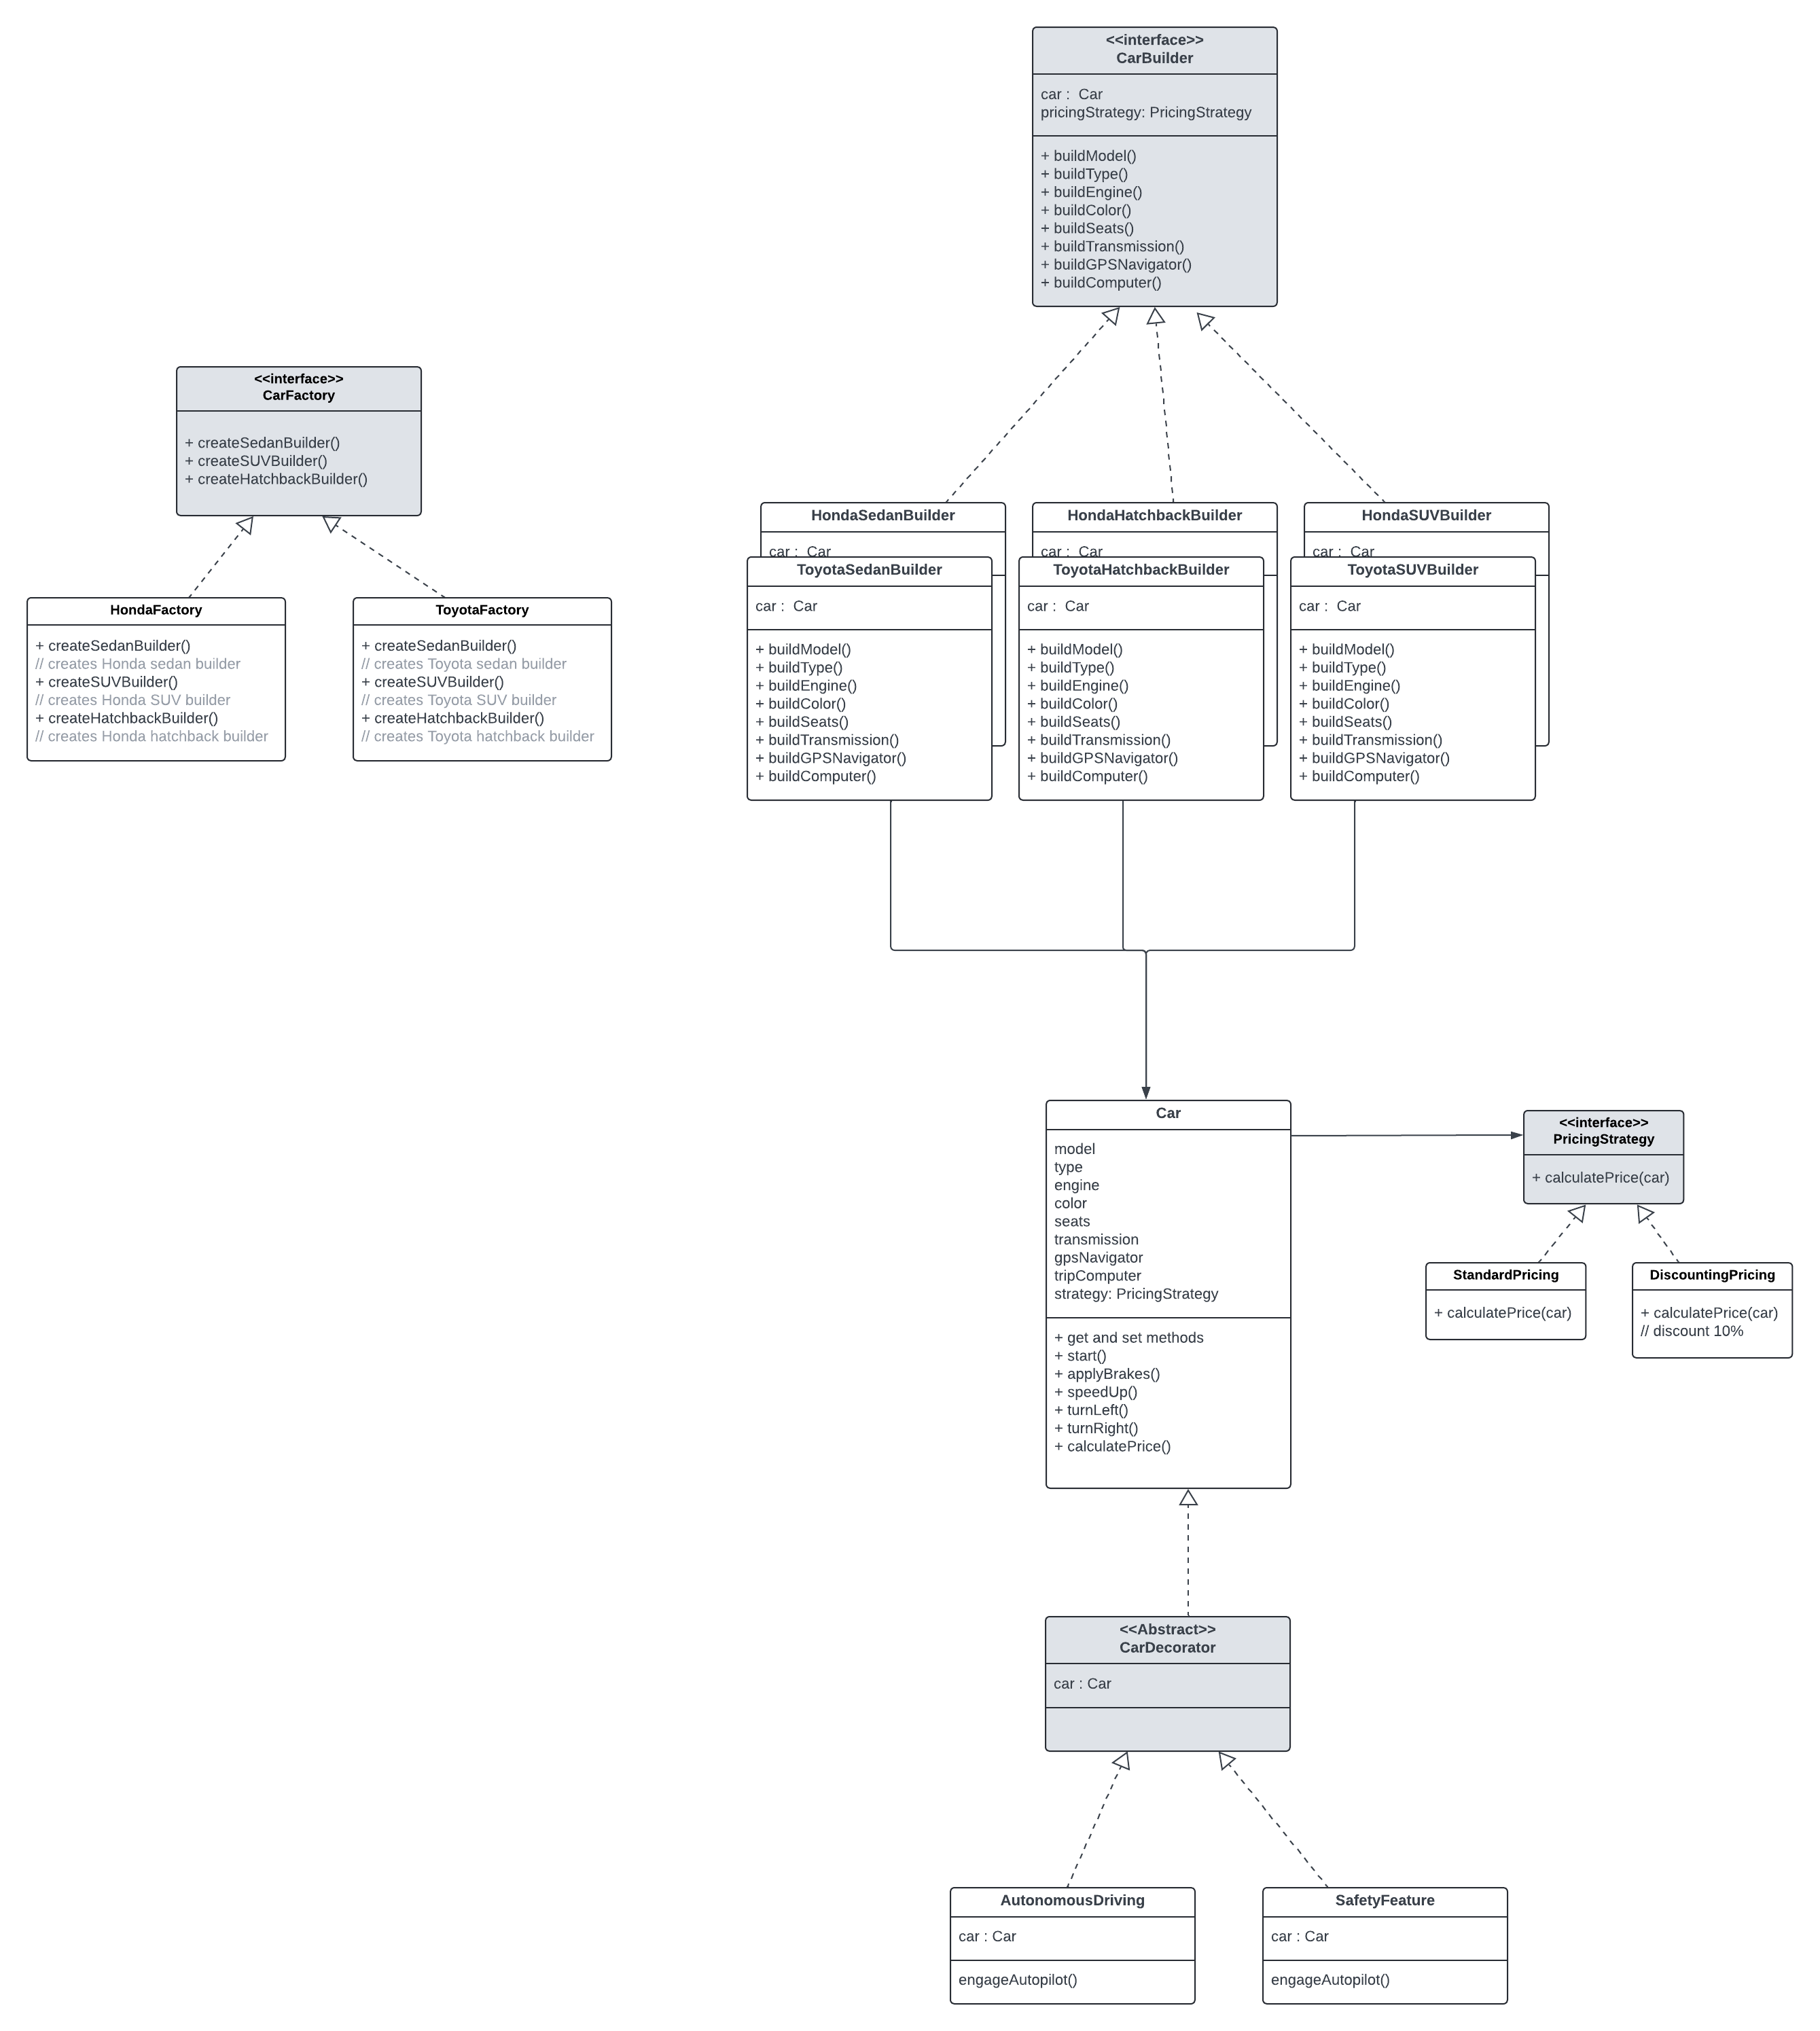 <<interface>>
CarBuilder
car :  Car
pricingStrategy: PricingStrategy
+ buildModel()
+ buildType()
+ buildEngine()
+ buildColor()
+ buildSeats()
+ buildTransmission()
+ buildGPSNavigator()
+ buildComputer()
<<interface>>
CarFactory
+ createSedanBuilder()
+ createSUVBuilder()
+ createHatchbackBuilder()
HondaFactory
+ createSedanBuilder()
// creates Honda sedan builder
+ createSUVBuilder()
// creates Honda SUV builder
+ createHatchbackBuilder()
// creates Honda hatchback builder
ToyotaFactory
+ createSedanBuilder()
// creates Toyota sedan builder
+ createSUVBuilder()
// creates Toyota SUV builder
+ createHatchbackBuilder()
// creates Toyota hatchback builder
HondaSedanBuilder
car :  Car
ToyotaSedanBuilder
car :  Car
+ buildModel()
+ buildType()
+ buildEngine()
+ buildColor()
+ buildSeats()
+ buildTransmission()
+ buildGPSNavigator()
+ buildComputer()
HondaHatchbackBuilder
car :  Car
ToyotaHatchbackBuilder
car :  Car
+ buildModel()
+ buildType()
+ buildEngine()
+ buildColor()
+ buildSeats()
+ buildTransmission()
+ buildGPSNavigator()
+ buildComputer()
HondaSUVBuilder
car :  Car
ToyotaSUVBuilder
car :  Car
+ buildModel()
+ buildType()
+ buildEngine()
+ buildColor()
+ buildSeats()
+ buildTransmission()
+ buildGPSNavigator()
+ buildComputer()
Car
model
type
engine
color
seats
transmission
gpsNavigator
tripComputer
strategy: PricingStrategy
+ get and set methods
+ start()
+ applyBrakes()
+ speedUp()
+ turnLeft()
+ turnRight()
+ calculatePrice()
<<interface>>
PricingStrategy
+ calculatePrice(car)
StandardPricing
+ calculatePrice(car)
DiscountingPricing
+ calculatePrice(car)
// discount 10%
<<Abstract>>
CarDecorator
car : Car
AutonomousDriving
car : Car
engageAutopilot()
SafetyFeature
car : Car
engageAutopilot()